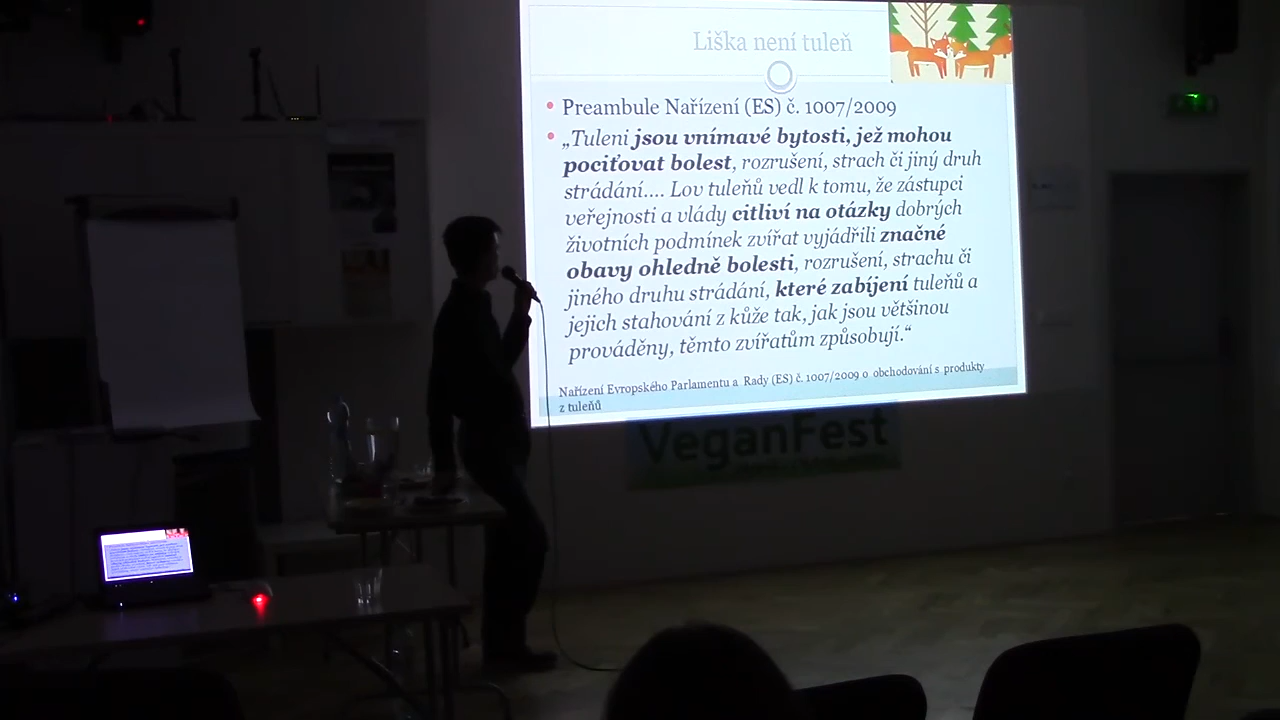 Liška není tuleň
• Preambule Nařízení (ES) č. 1007/2009
• „Tuleni jsou vnímavé bytosti, jež mohou
pociťovat bolest, rozrušení, strach či jiný druh
strádání.... Lov tuleňů vedl k tomu, že zástupci
veřejnosti a vlády citliví na otázky dobrých
životních podmínek zvířat vyjádřili značné
obavy ohledně bolesti, rozrušení, strachu či
jiného druhu strádání, které zabíjení tuleňů a
jejich stahování z kůže tak, jak jsou většinou
prováděny, těmto zvířatům způsobují.“
Nařízení Evropského Parlamentu a Rady (ES) č. 1007/2009 o obchodování s produkty
z tuleňů
VeganFest